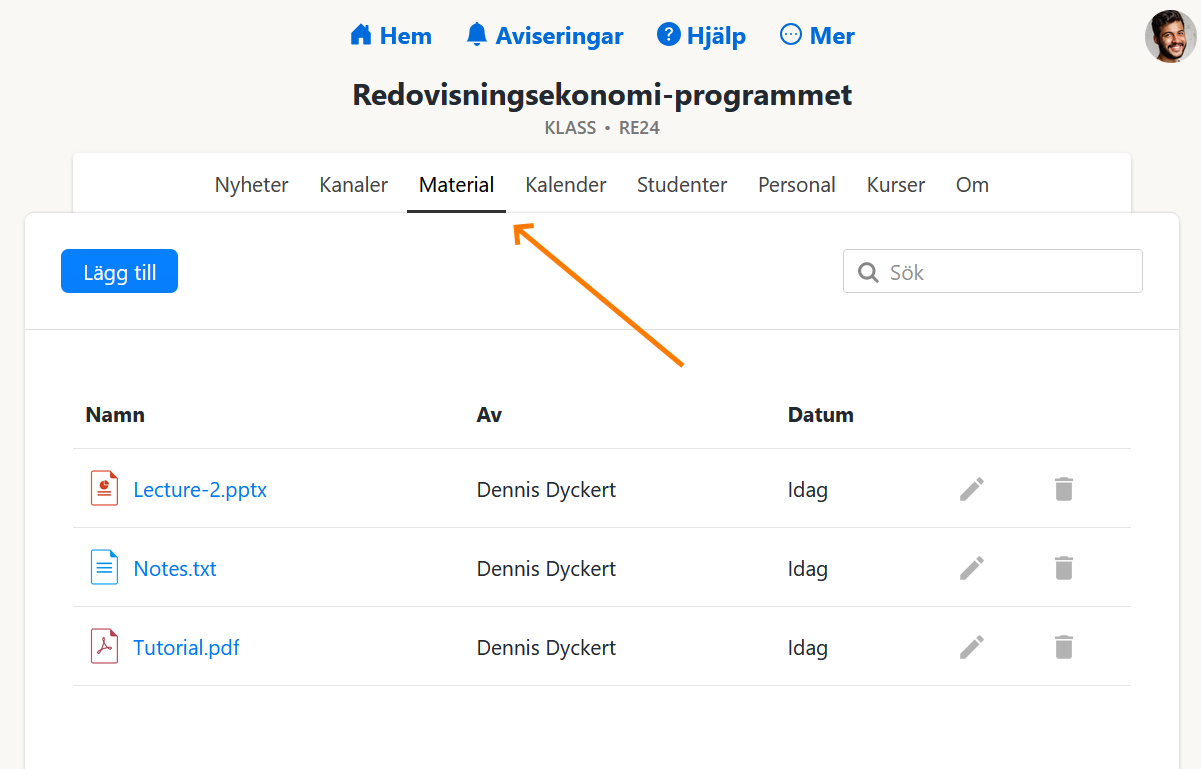 Hem Aviseringar Hjälp Mer
Redovisningsekonomi-programmet
KLASS • RE24
Nyheter Kanaler Material Kalender Studenter Personal Kurser Om
Lägg till Sök
Namn Av Datum
Lecture-2.pptx Dennis Dyckert Idag
Notes.txt Dennis Dyckert Idag
Tutorial.pdf Dennis Dyckert Idag